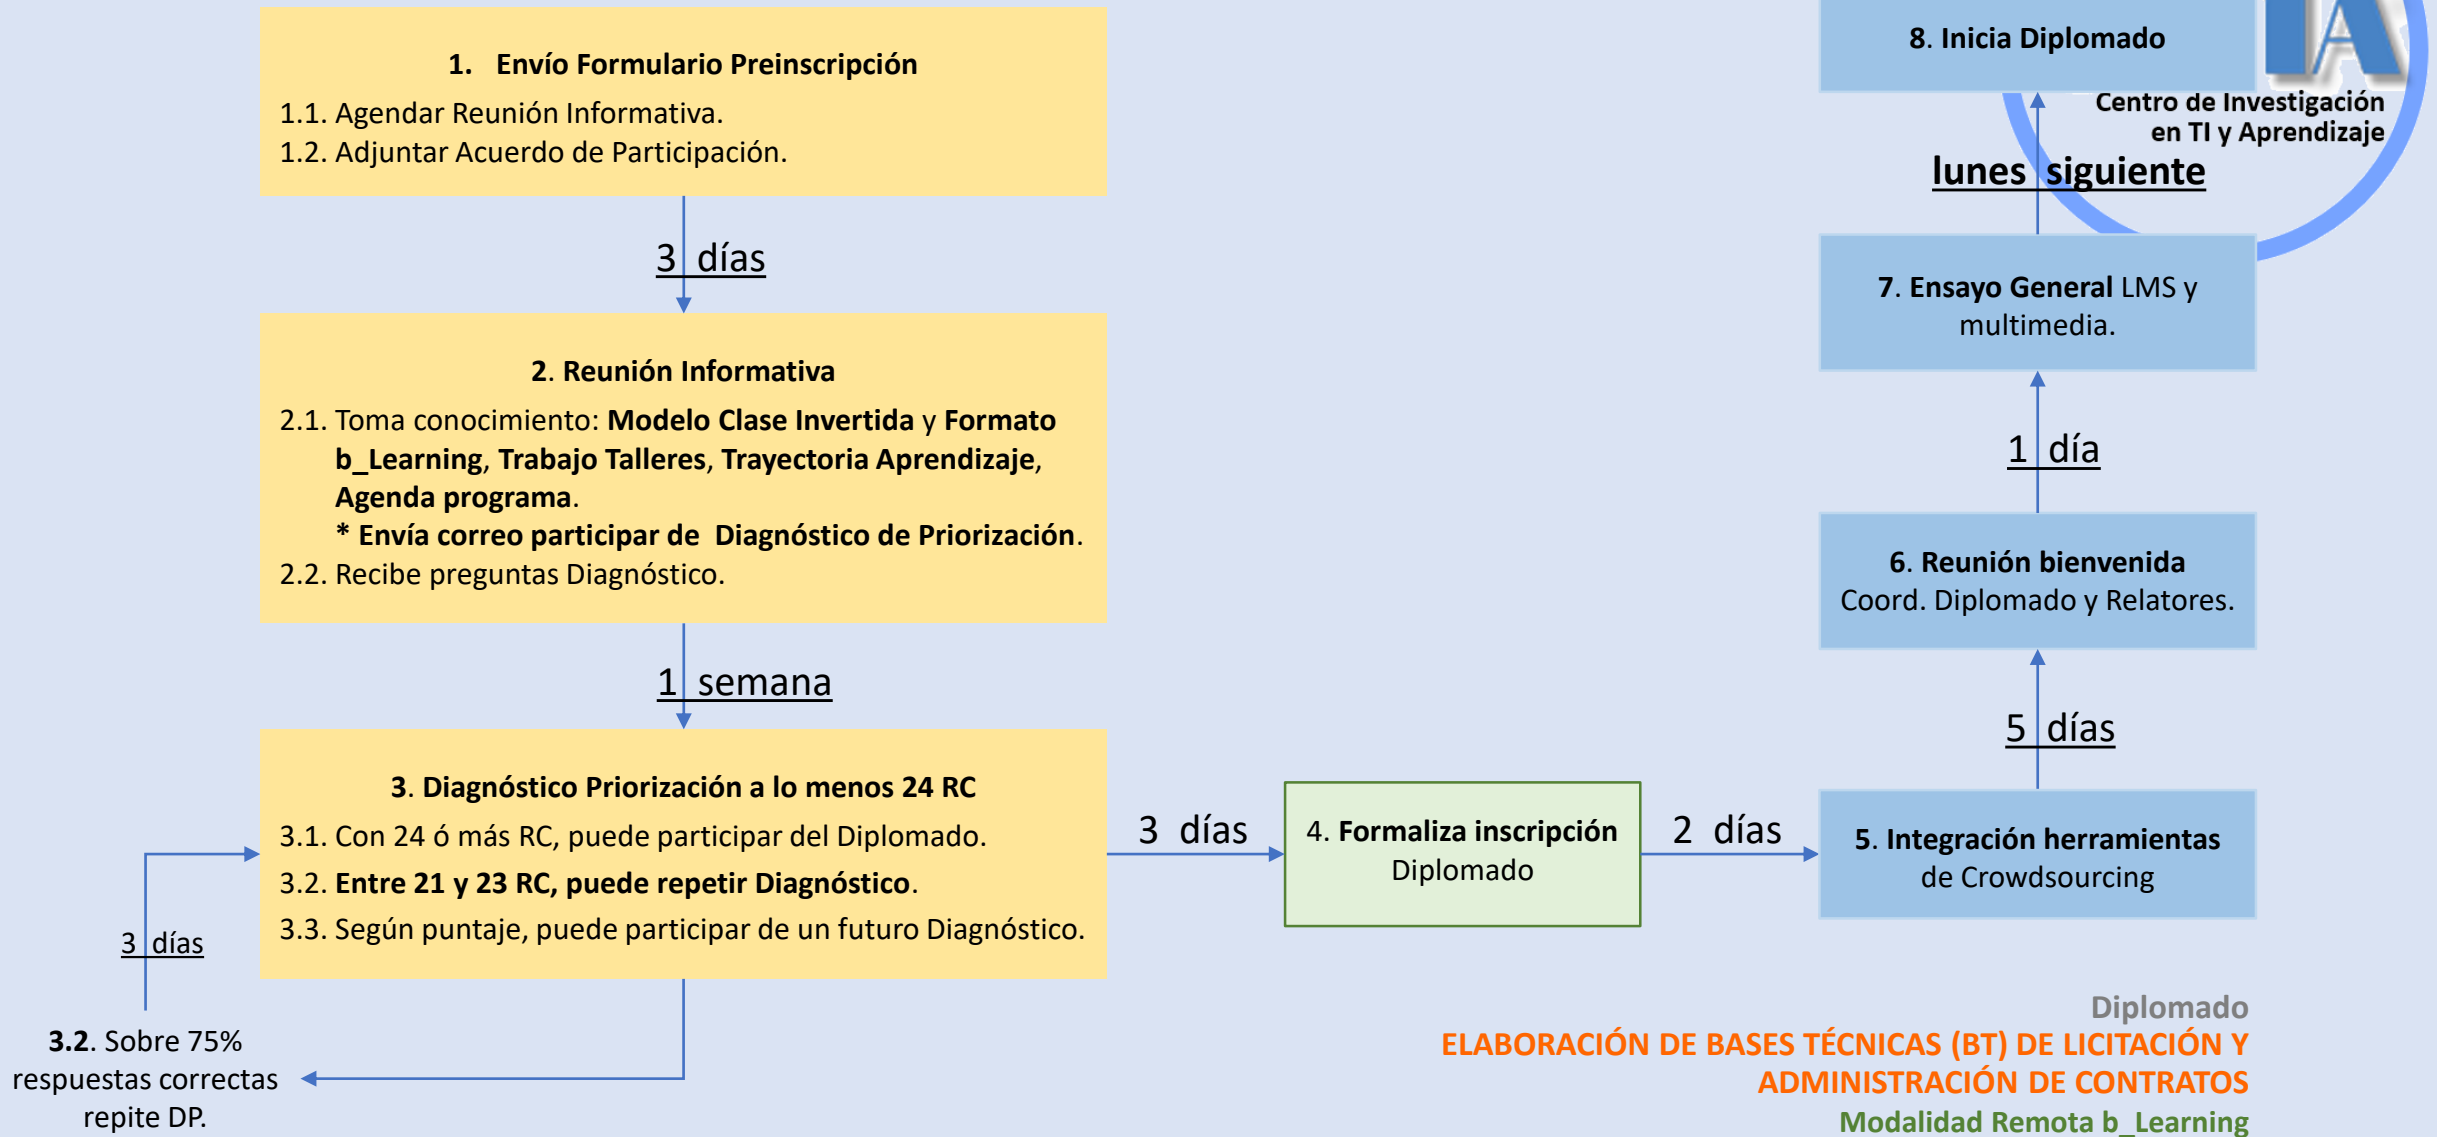 1. Envío Formulario Preinscripción
1.1. Agendar Reunión Informativa.
1.2. Adjuntar Acuerdo de Participación.
3 días
2. Reunión Informativa
2.1. Toma conocimiento: Modelo Clase Invertida y Formato
b_Learning, Trabajo Talleres, Trayectoria Aprendizaje,
Agenda programa.
* Envía correo participar de Diagnóstico de Priorización.
2.2. Recibe preguntas Diagnóstico.
1 semana
3. Diagnóstico Priorización a lo menos 24 RC
3.1. Con 24 ó más RC, puede participar del Diplomado.
3.2. Entre 21 y 23 RC, puede repetir Diagnóstico.
3.3. Según puntaje, puede participar de un futuro Diagnóstico.
3 días
3.2. Sobre 75%
respuestas correctas
repite DP.
3 días
4. Formaliza inscripción
Diplomado
2 días
5. Integración herramientas
de Crowdsourcing
5 días
6. Reunión bienvenida
Coord. Diplomado y Relatores.
1 día
7. Ensayo General LMS y
multimedia.
lunes siguiente
8. Inicia Diplomado
Centro de Investigación
en TI y Aprendizaje
Diplomado
ELABORACIÓN DE BASES TÉCNICAS (BT) DE LICITACIÓN Y
ADMINISTRACIÓN DE CONTRATOS
Modalidad Remota b_Learning